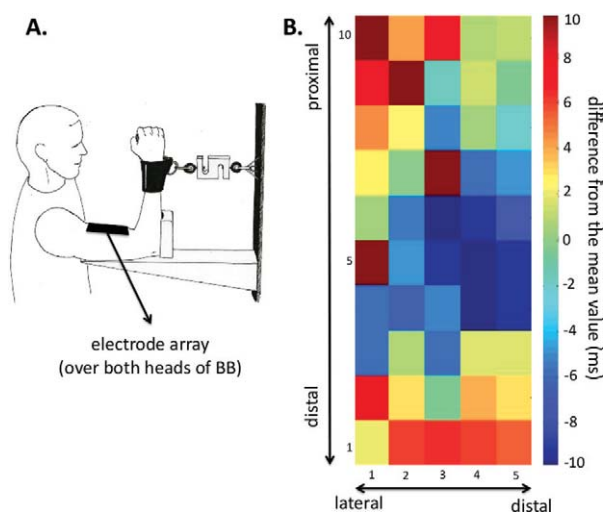 A.
electrode array
(over both heads of BB)
B.
proximal
distal
10
5
1
1 2 3 4 5
lateral distal
10
8
6
4
2
0
-2
-4
-6
-8
-10
difference from the mean value (ms)